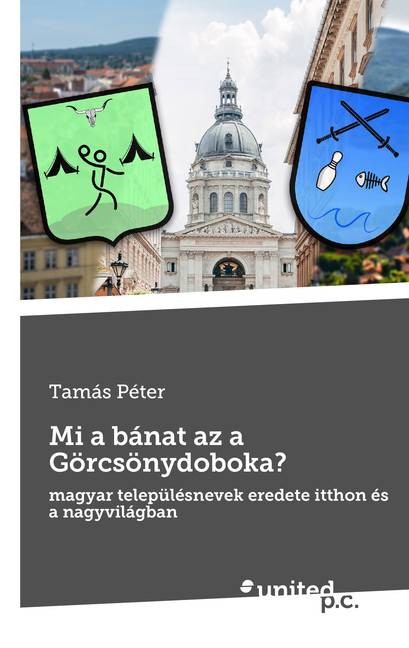 Tamás Péter
Mi a bánat az a
Görcsönydoboka?
magyar településnevek eredete itthon és
a nagyvilágban
united
p.c.